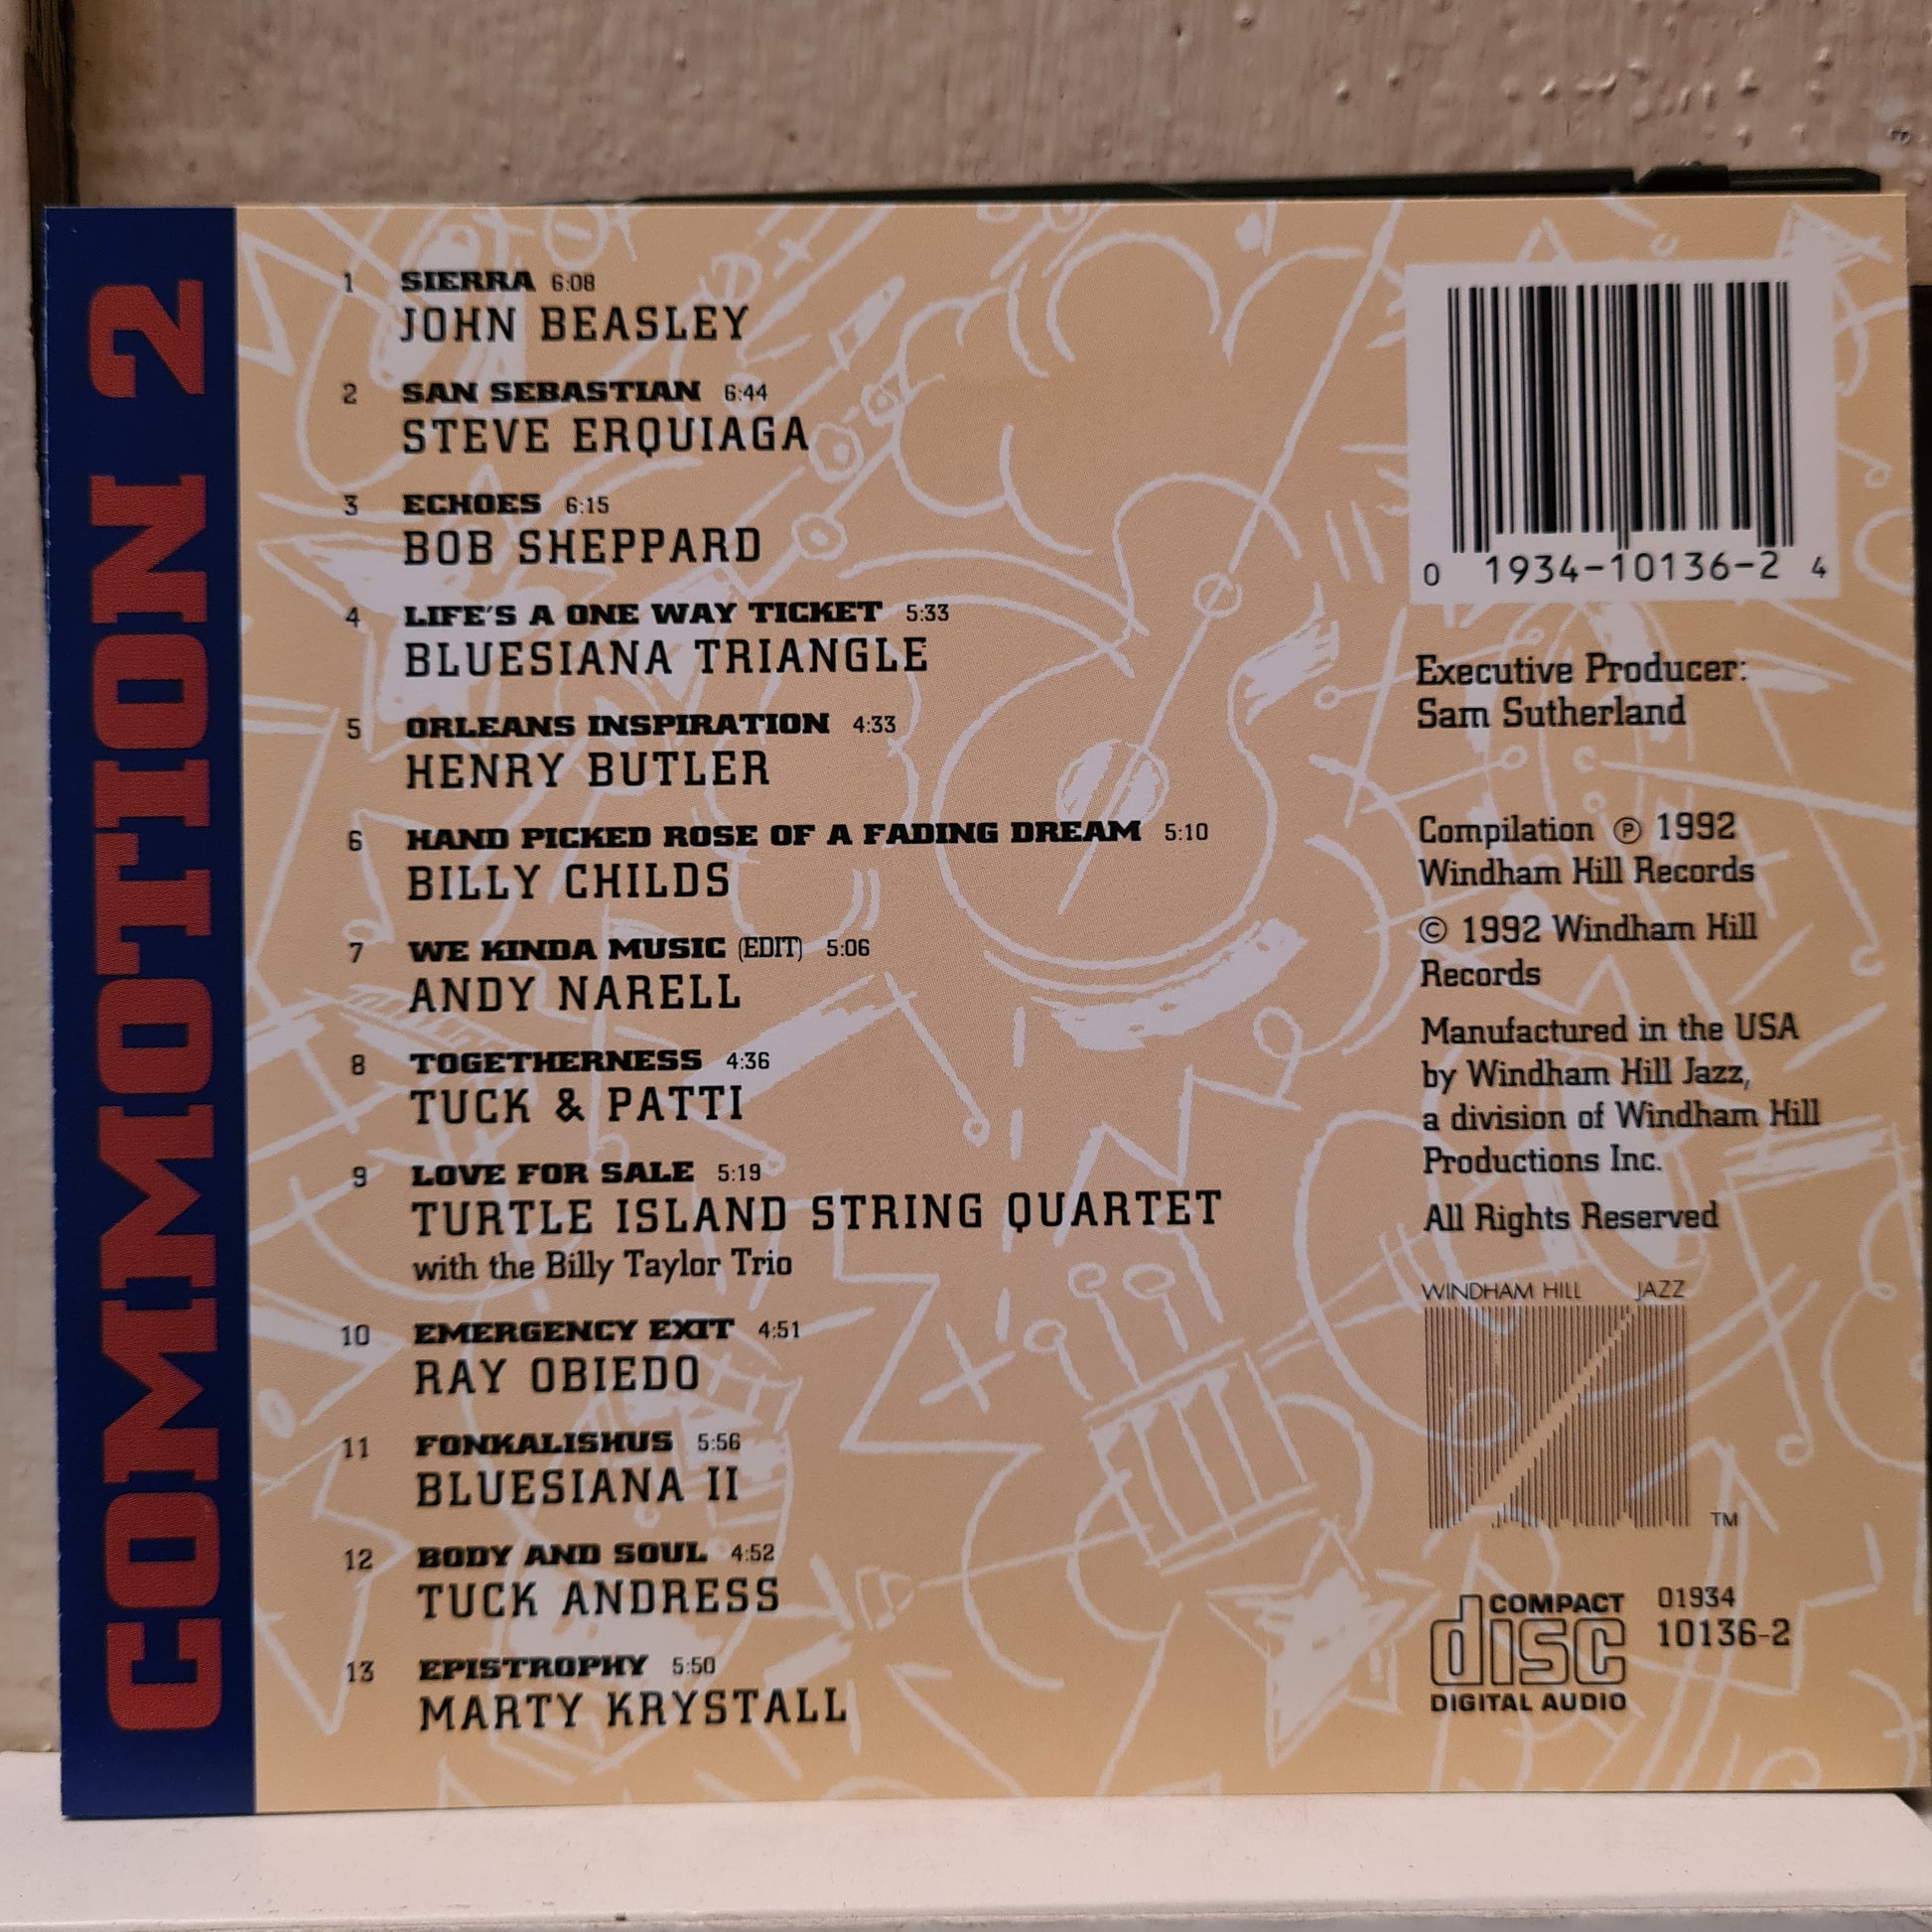 COMMOTION 2
1 SIERRA 6:08
JOHN BEASLEY
2 SAN SEBASTIAN 6:44
STEVE ERQUIAGA
3 ECHOES 6:15
BOB SHEPPARD
4 LIFE'S A ONE WAY TICKET 5:33
BLUESIANA TRIANGLE
5 ORLEANS INSPIRATION 4:33
HENRY BUTLER
6 HAND PICKED ROSE OF A FADING DREAM 5:10
BILLY CHILDS
7 WE KINDA MUSIC (EDIT) 5:06
ANDY NARELL
8 TOGETHERNESS 4:36
TUCK & PATTI
9 LOVE FOR SALE 5:19
TURTLE ISLAND STRING QUARTET
with the Billy Taylor Trio
10 EMERGENCY EXIT 4:51
RAY OBIEDO
11 FONKALISHUS 5:56
BLUESIANA II
12 BODY AND SOUL 4:52
TUCK ANDRESS
13 EPISTROPHY 5:50
MARTY KRYSTALL
0 1934-10136-2 4
Executive Producer:
Sam Sutherland
Compilation ℗ 1992
Windham Hill Records
© 1992 Windham Hill
Records
Manufactured in the USA
by Windham Hill Jazz,
a division of Windham Hill
Productions Inc.
All Rights Reserved
WINDHAM HILL JAZZ
TM
COMPACT
disc
DIGITAL AUDIO
01934
10136-2